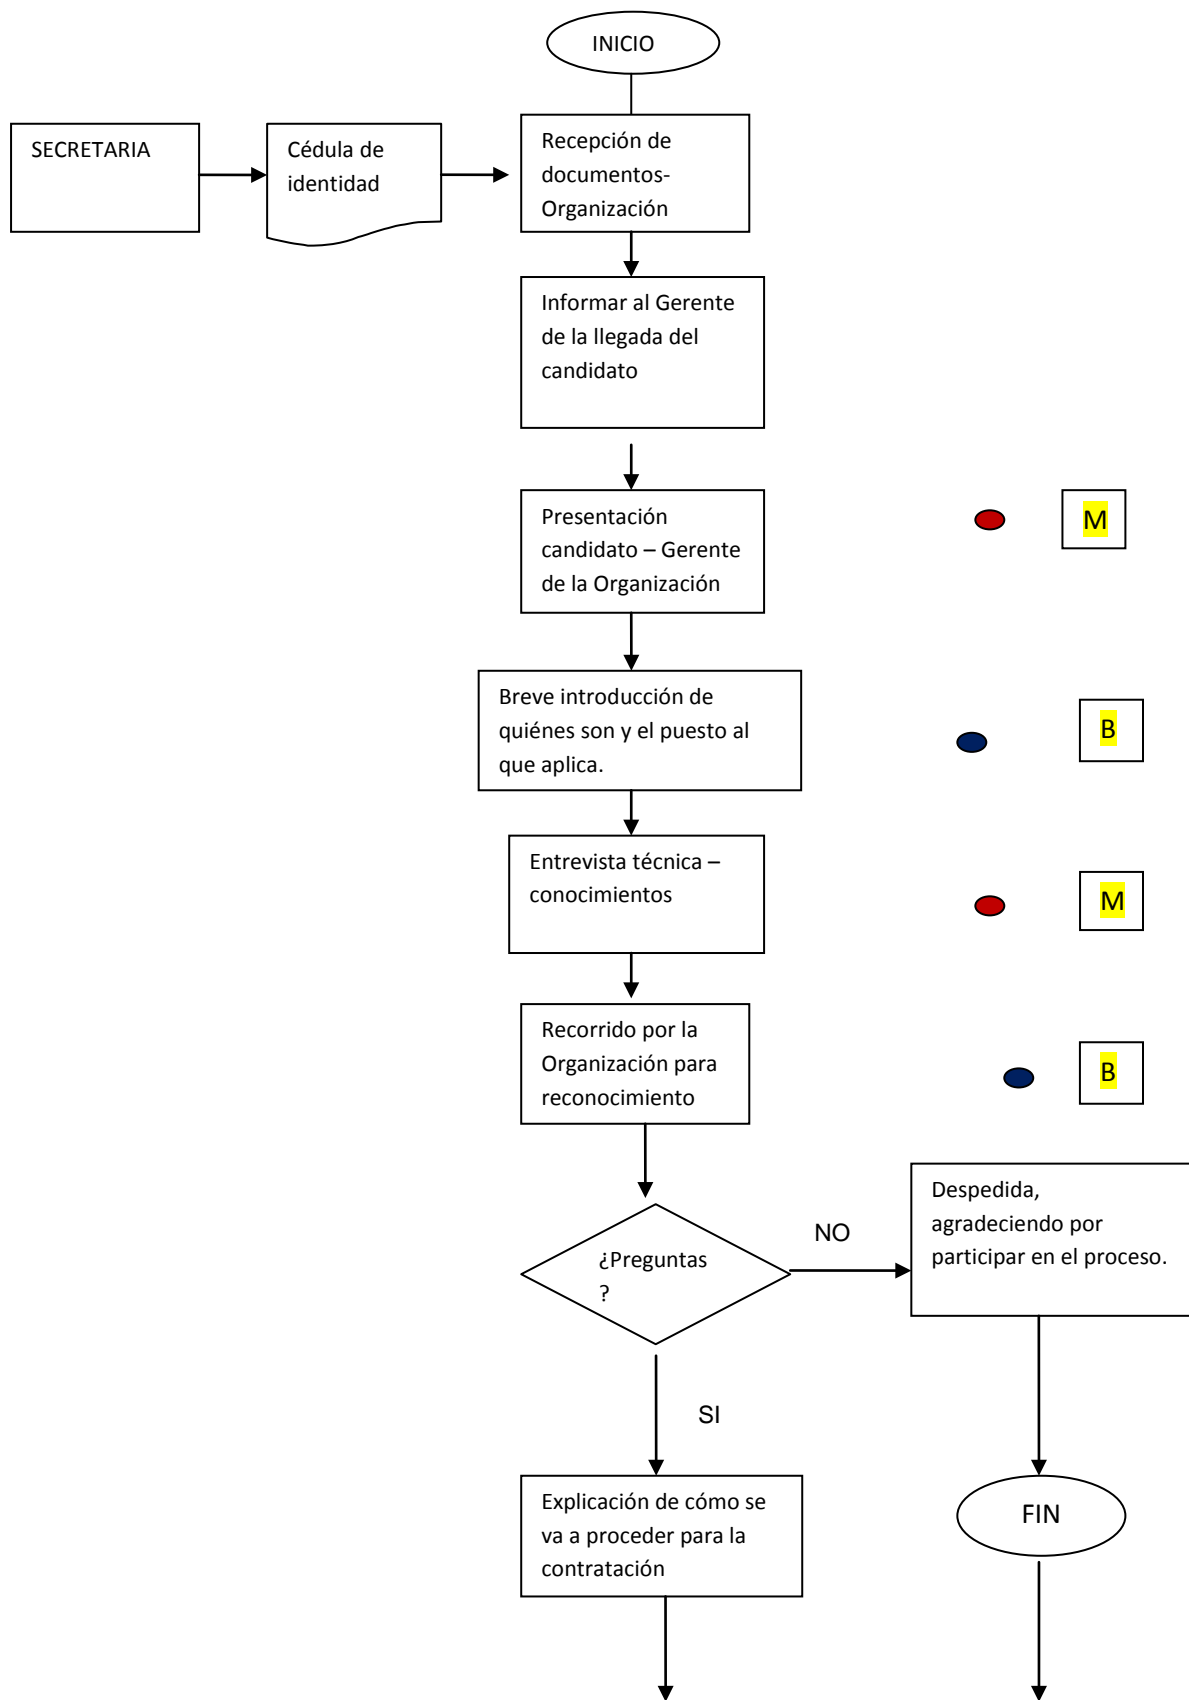 INICIO
SECRETARIA
Cédula de
identidad
Recepción de
documentos-
Organización
Informar al Gerente
de la llegada del
candidato
Presentación
candidato – Gerente
de la Organización
M
Breve introducción de
quiénes son y el puesto al
que aplica.
B
Entrevista técnica –
conocimientos
M
Recorrido por la
Organización para
reconocimiento
B
¿Preguntas
?
NO
Despedida,
agradeciendo por
participar en el proceso.
SI
Explicación de cómo se
va a proceder para la
contratación
FIN